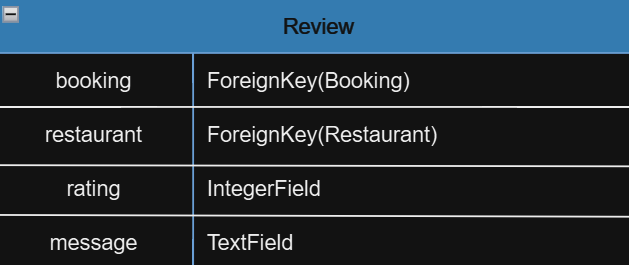 Review
booking ForeignKey(Booking)
restaurant ForeignKey(Restaurant)
rating IntegerField
message TextField